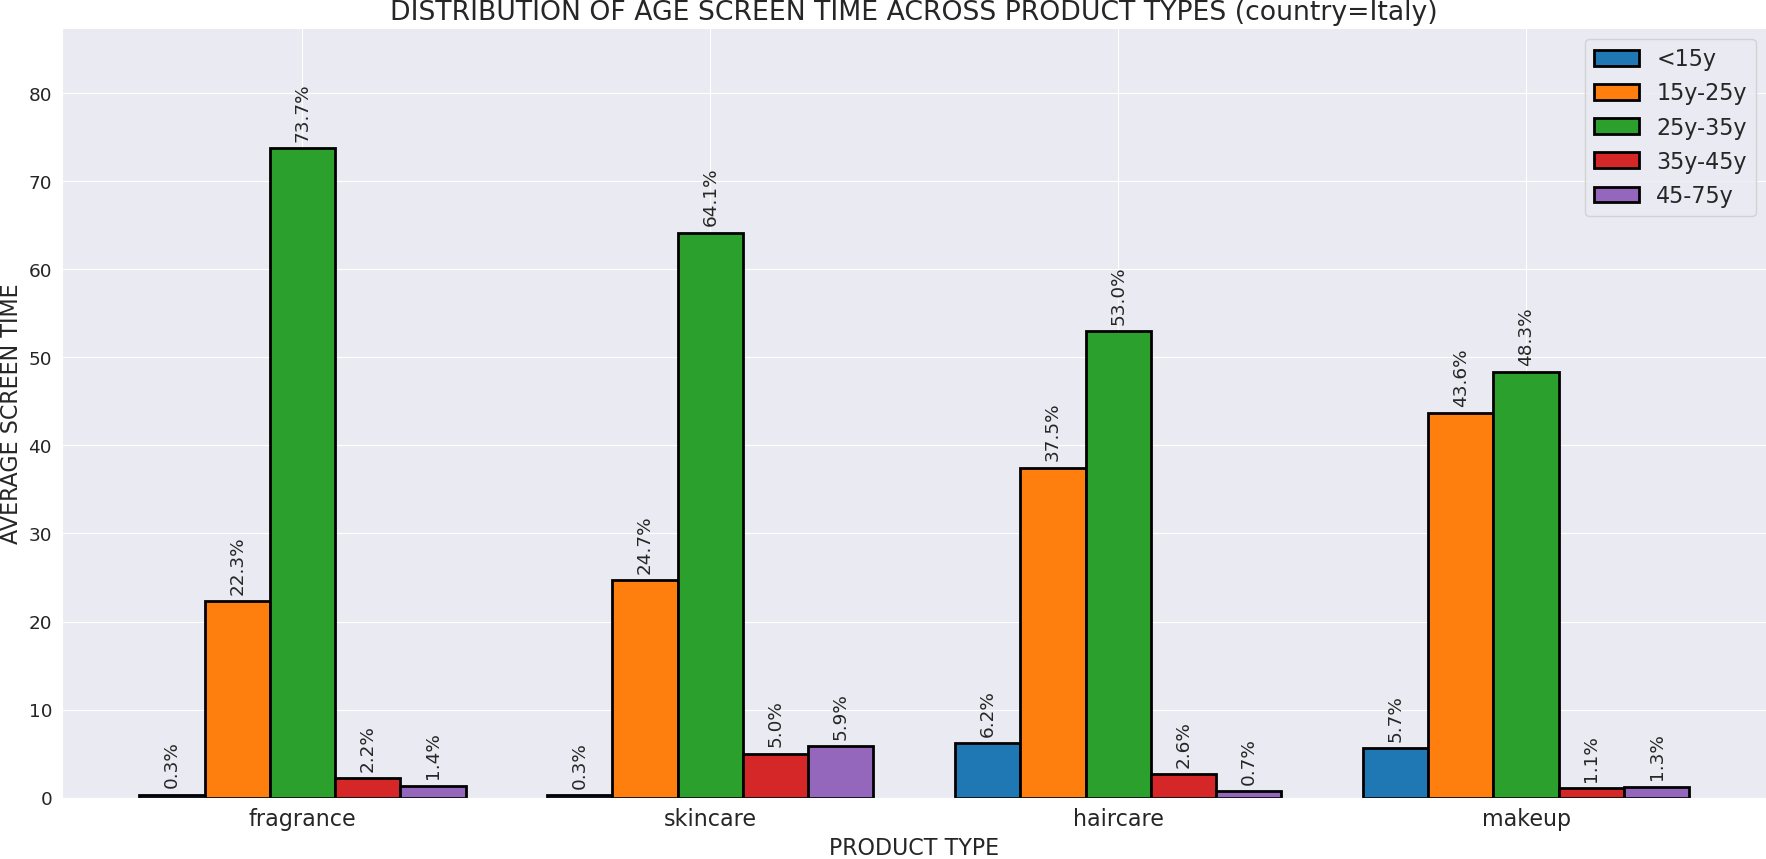 DISTRIBUTION OF AGE SCREEN TIME ACROSS PRODUCT TYPES (country=Italy)
<15y
15y-25y
25y-35y
35y-45y
45-75y
AVERAGE SCREEN TIME
80
70
60
50
40
30
20
10
0
0.3%
22.3%
73.7%
2.2%
1.4%
0.3%
24.7%
64.1%
5.0%
5.9%
6.2%
37.5%
53.0%
2.6%
0.7%
5.7%
43.6%
48.3%
1.1%
1.3%
fragrance
skincare
haircare
makeup
PRODUCT TYPE